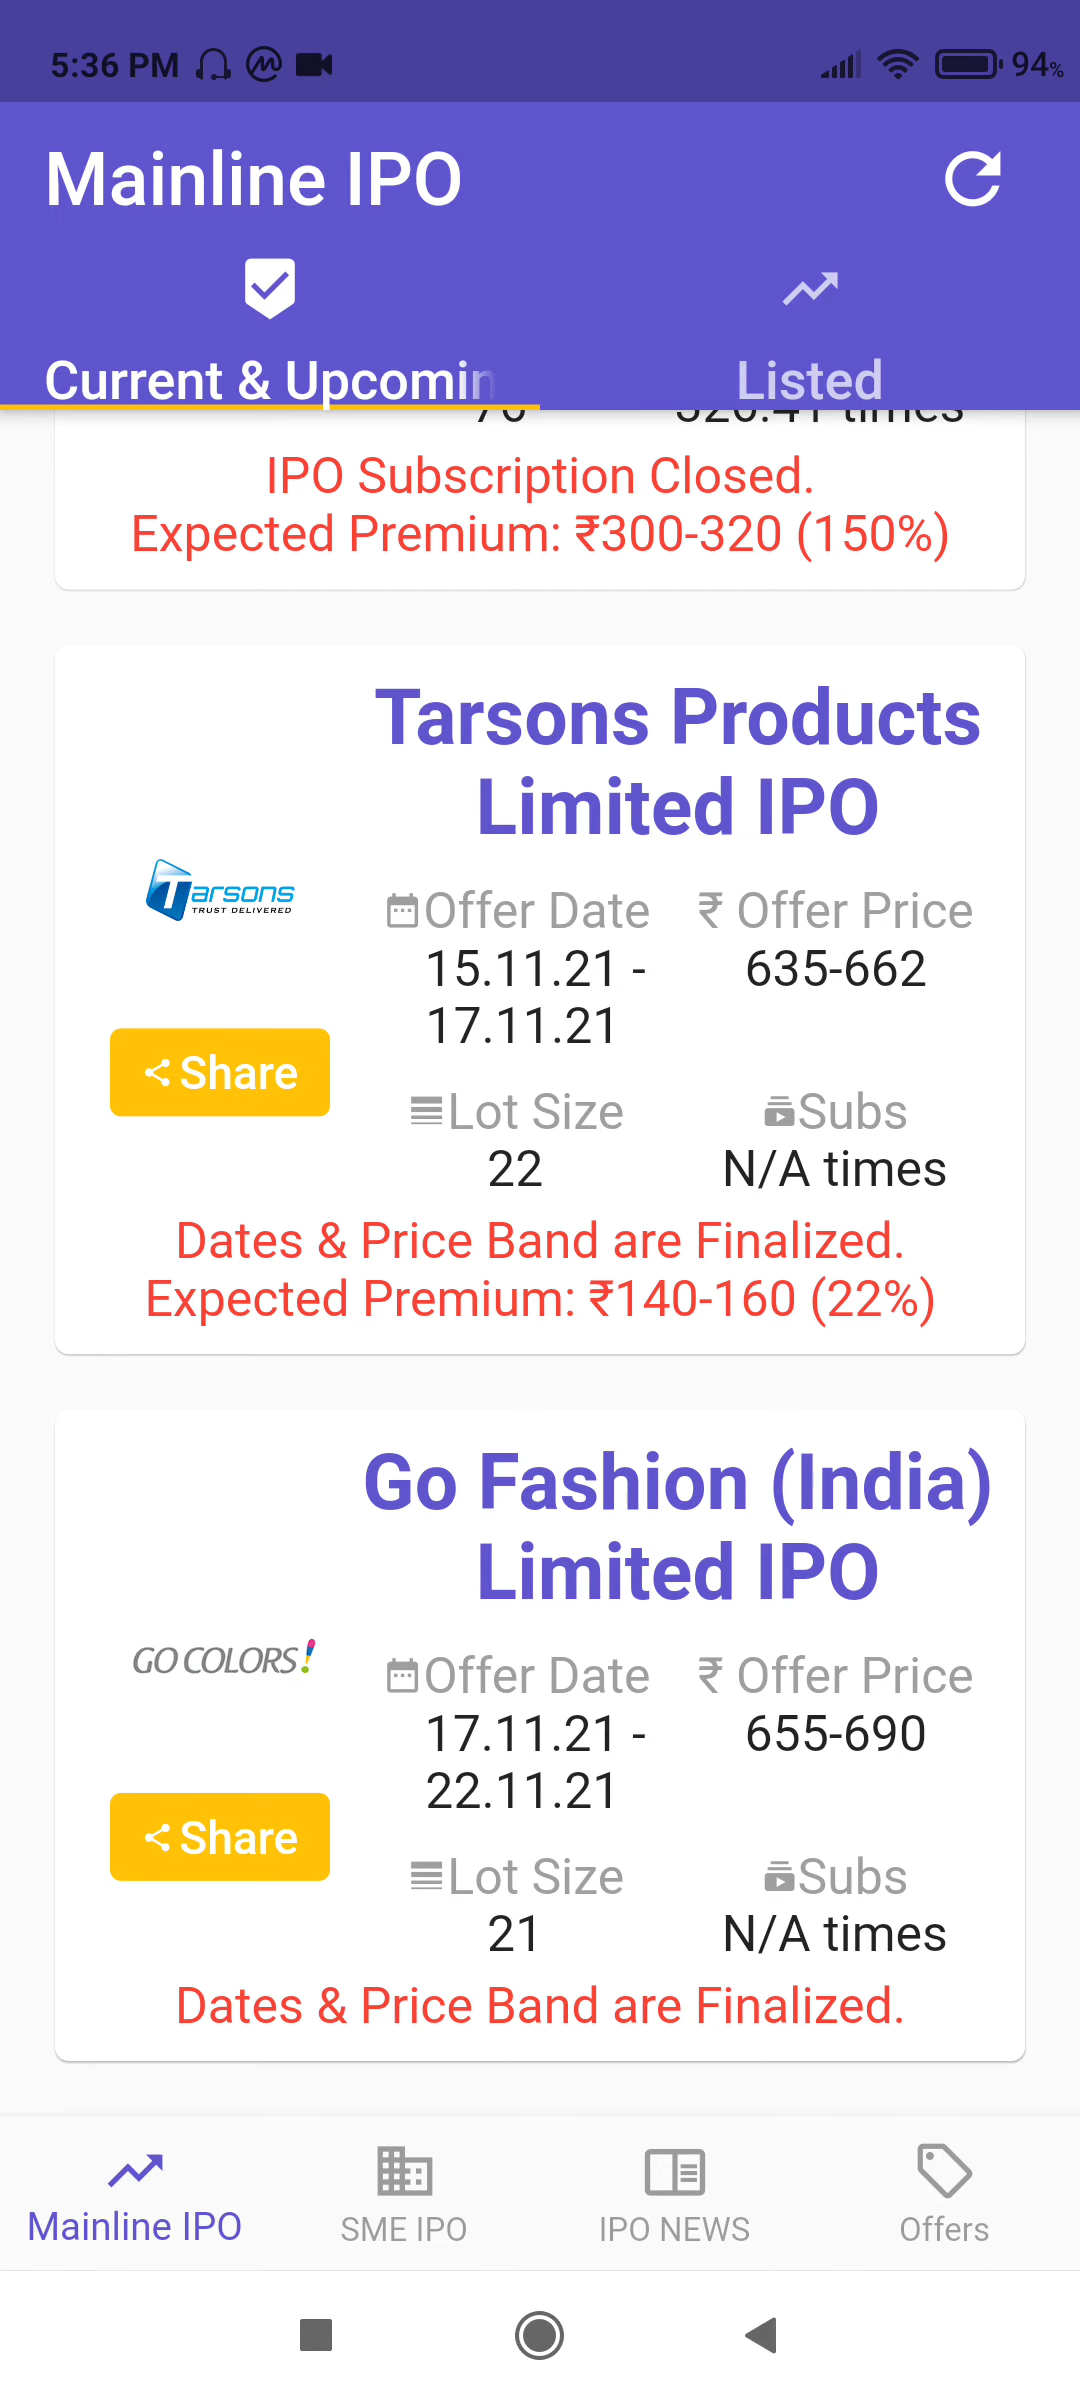 5:36 PM 94%
Mainline IPO
Current & Upcomin
Listed
IPO Subscription Closed.
Expected Premium: ₹300-320 (150%)
Tarsons Products
Limited IPO
Tarsons
TRUST DELIVERED
Offer Date ₹ Offer Price
15.11.21 - 635-662
17.11.21
Share
Lot Size Subs
22 N/A times
Dates & Price Band are Finalized.
Expected Premium: ₹140-160 (22%)
Go Fashion (India)
Limited IPO
GO COLORS!
Offer Date ₹ Offer Price
17.11.21 - 655-690
22.11.21
Share
Lot Size Subs
21 N/A times
Dates & Price Band are Finalized.
Mainline IPO SME IPO IPO NEWS Offers